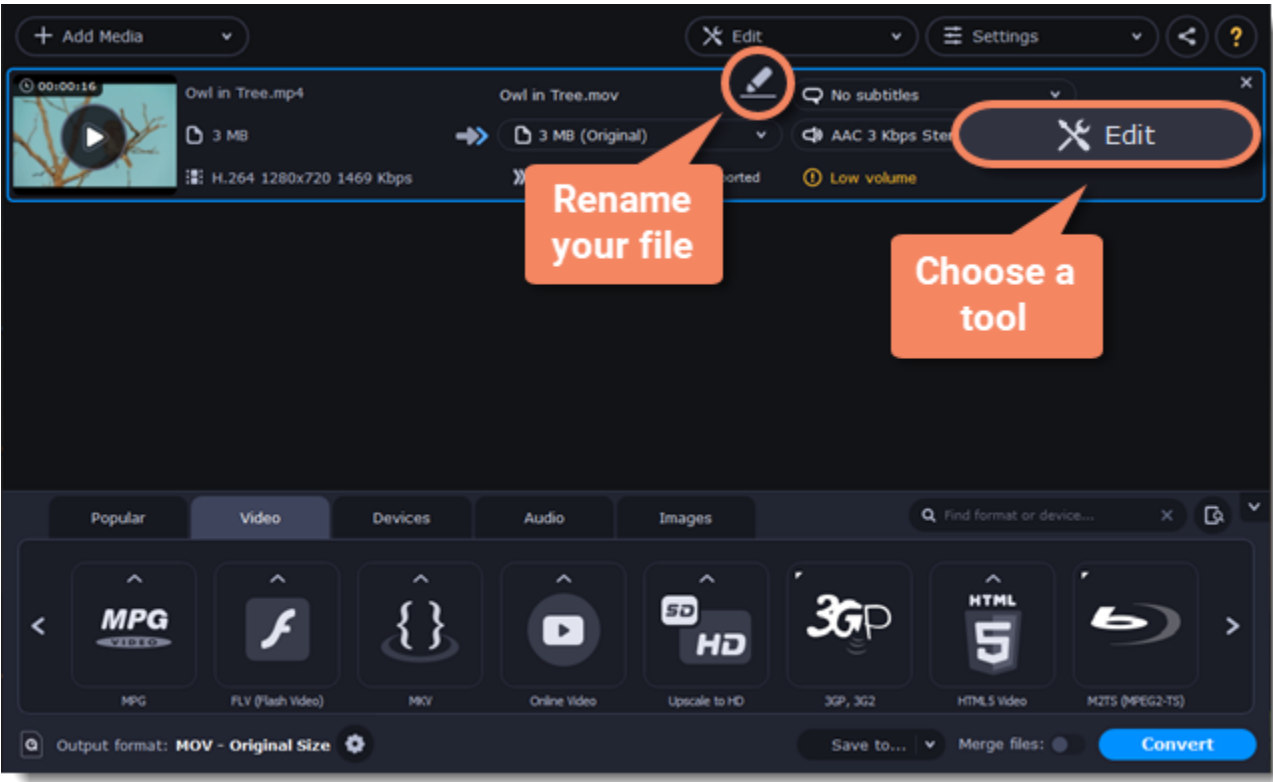 Add Media
Edit
Settings
?
00:00:16
Owl in Tree.mp4
Owl in Tree.mov
No subtitles
3 MB
3 MB (Original)
AAC 3 Kbps Ster
Edit
H.264 1280x720 1469 Kbps
orted
Low volume
Rename
your file
Choose a
tool
Popular
Video
Devices
Audio
Images
Find format or device...
MPG
VIDEO
SD
HD
3GP
HTML
5
MPG
FLV (Flash Video)
MKV
Online Video
Upscale to HD
3GP, 3G2
HTML5 Video
M2TS (MPEG2-TS)
Output format: MOV - Original Size
Save to...
Merge files:
Convert